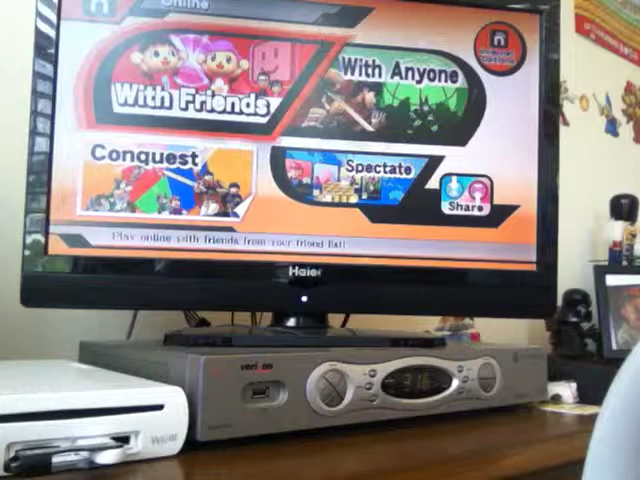 Online
With Friends
With Anyone
n
Conquest
Spectate
Share
Play online with friends from your friend list!
Haier
verizon
Wii U